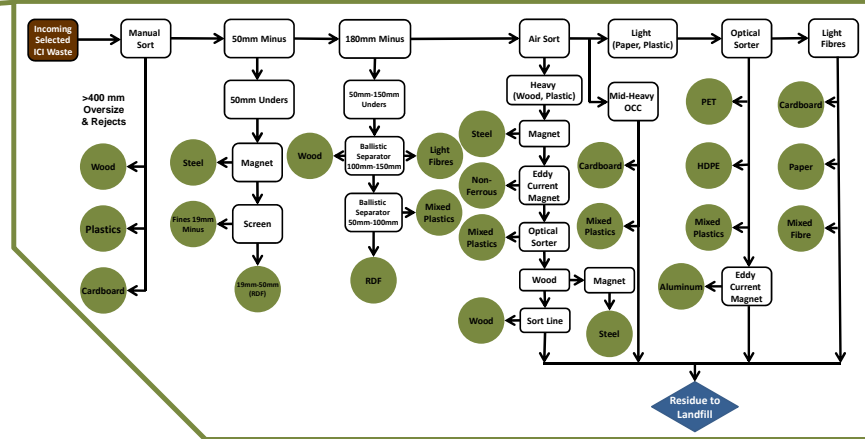 Incoming
Selected
ICI Waste
Manual
Sort
50mm Minus
180mm Minus
Air Sort
Light
(Paper, Plastic)
Optical
Sorter
Light
Fibres
>400 mm
Oversize
& Rejects
Wood
Plastics
Cardboard
50mm Unders
Steel
Magnet
Fines 19mm
Minus
Screen
19mm-50mm
(RDF)
50mm-150mm
Unders
Wood
Ballistic
Separator
100mm-150mm
Light
Fibres
Ballistic
Separator
50mm-100mm
Mixed
Plastics
RDF
Heavy
(Wood, Plastic)
Steel
Magnet
Non-
Ferrous
Eddy
Current
Magnet
Mixed
Plastics
Optical
Sorter
Wood
Magnet
Steel
Wood
Sort Line
Mid-Heavy
OCC
Cardboard
Mixed
Plastics
PET
HDPE
Mixed
Plastics
Aluminum
Eddy
Current
Magnet
Cardboard
Paper
Mixed
Fibre
Residue to
Landfill